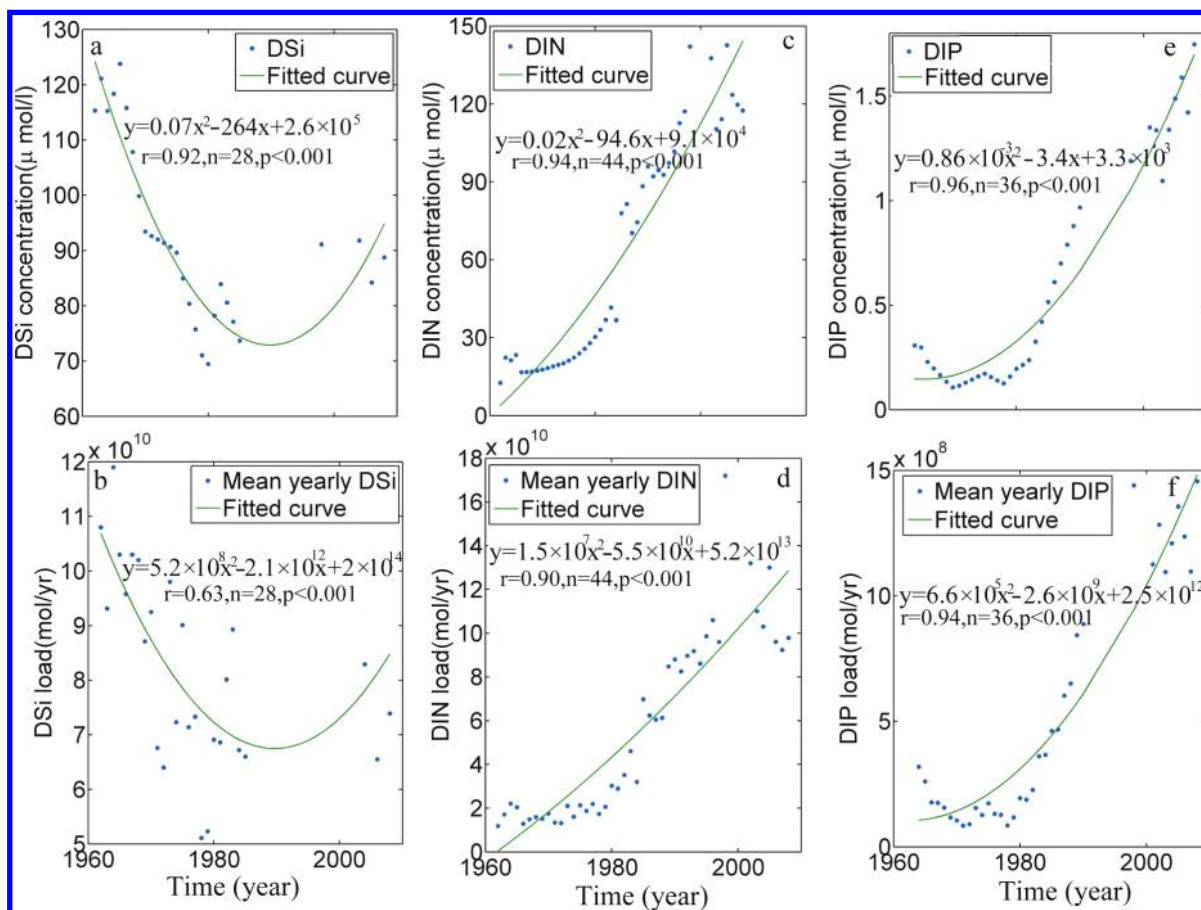 a
DSi
Fitted curve
y=0.07x²−264x+2.6×10⁵
r=0.92,n=28,p<0.001
DSi concentration(μ mol/l)
130
120
110
100
90
80
70
60
c
DIN
Fitted curve
y=0.02x²−94.6x+9.1×10⁴
r=0.94,n=44,p<0.001
DIN concentration(μ mol/l)
150
120
90
60
30
0
e
DIP
Fitted curve
y=0.86×10⁻³x²−3.4x+3.3×10³
r=0.96,n=36,p<0.001
DIP concentration(μ mol/l)
1.5
1
0.5
0
x 10¹⁰
b
Mean yearly DSi
Fitted curve
y=5.2×10⁸x²−2.1×10¹²x+2×10¹⁴
r=0.63,n=28,p<0.001
DSi load(mol/yr)
12
11
10
9
8
7
6
5
1960 1980 2000
Time (year)
x 10¹⁰
d
Mean yearly DIN
Fitted curve
y=1.5×10⁷x²−5.5×10¹⁰x+5.2×10¹³
r=0.90,n=44,p<0.001
DIN load(mol/yr)
18
16
14
12
10
8
6
4
2
0
1960 1980 2000
Time (year)
x 10⁸
f
Mean yearly DIP
Fitted curve
y=6.6×10⁵x²−2.6×10⁹x+2.5×10¹²
r=0.94,n=36,p<0.001
DIP load(mol/yr)
15
10
5
0
1960 1980 2000
Time (year)